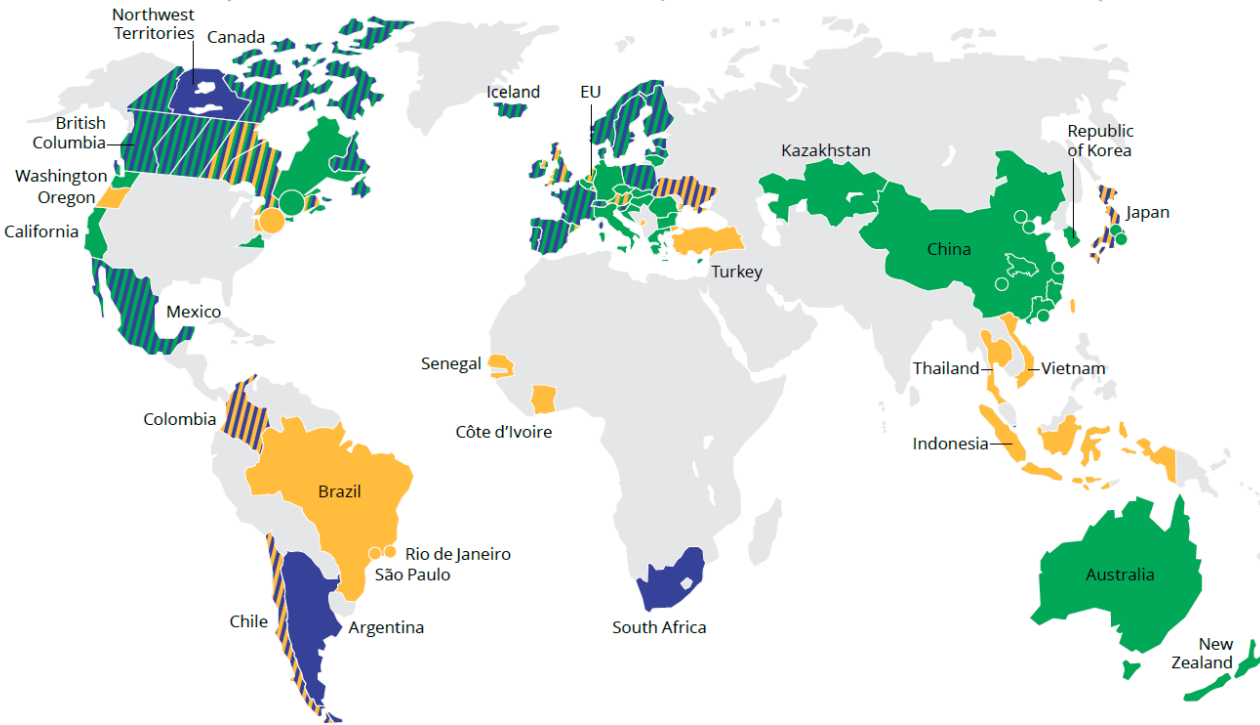 Northwest
Territories
Canada
British
Columbia
Washington
Oregon
California
Mexico
Iceland
EU
Kazakhstan
Republic
of Korea
Japan
China
Turkey
Senegal
Côte d’Ivoire
Thailand
Vietnam
Indonesia
Colombia
Brazil
Rio de Janeiro
São Paulo
Chile
Argentina
South Africa
Australia
New
Zealand